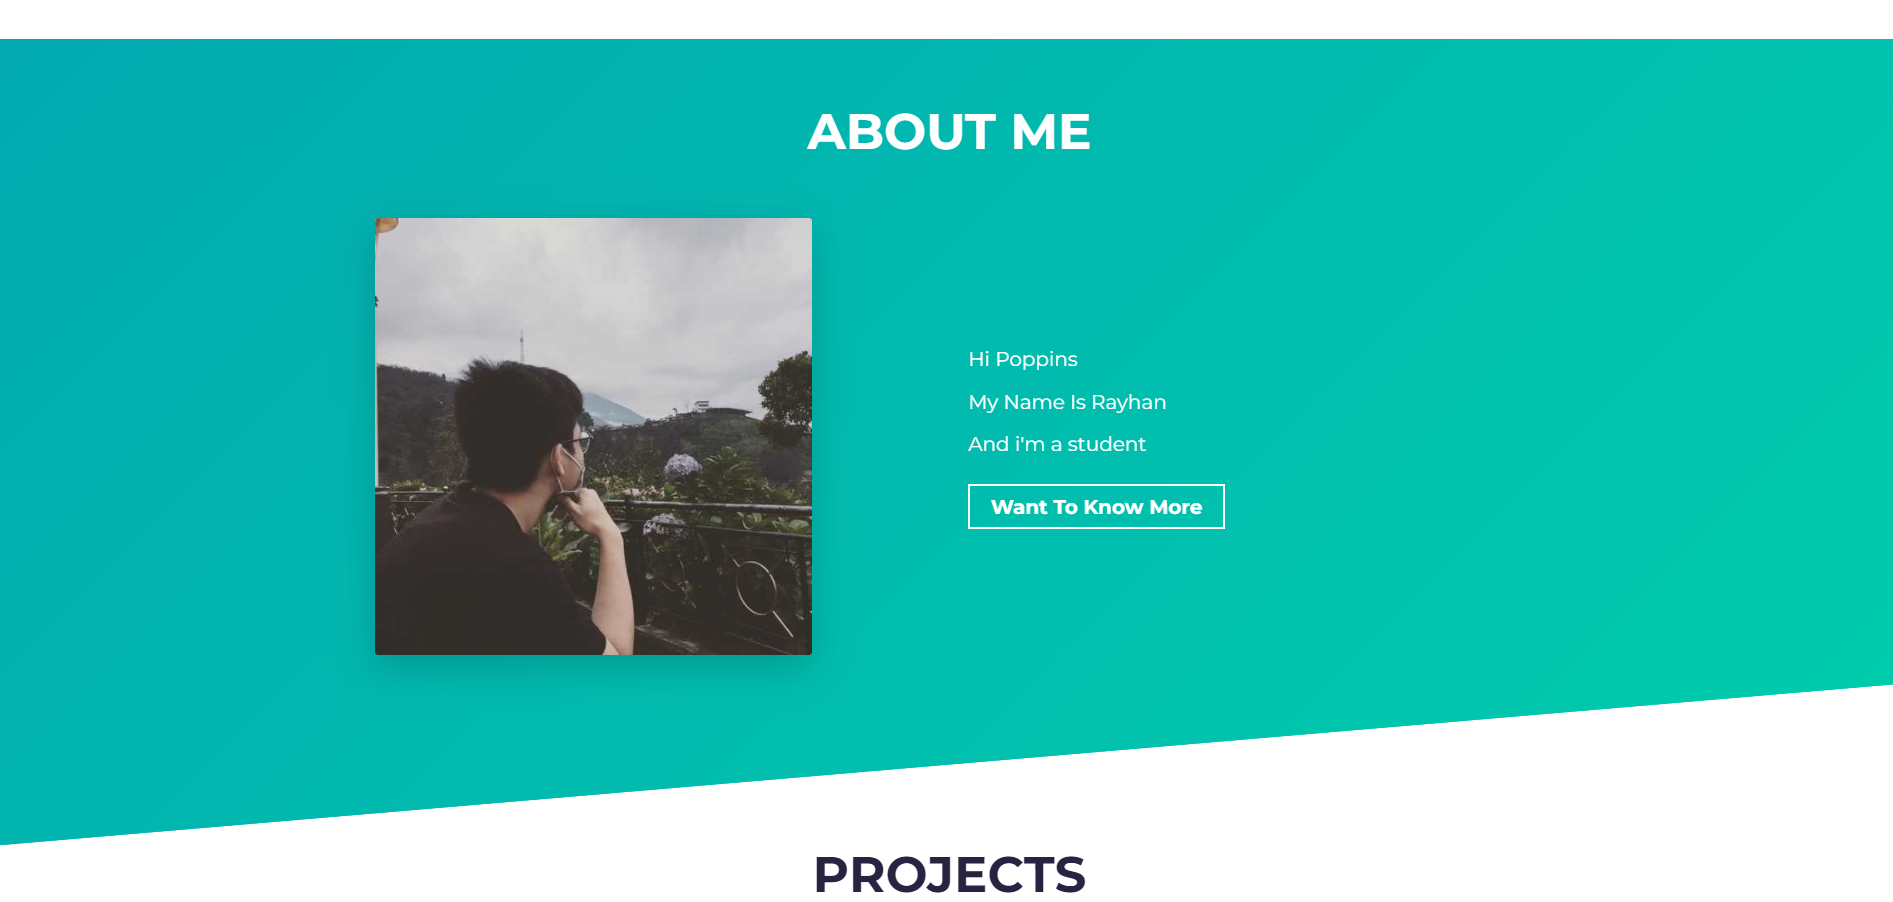 ABOUT ME
Hi Poppins
My Name Is Rayhan
And i'm a student
Want To Know More
PROJECTS